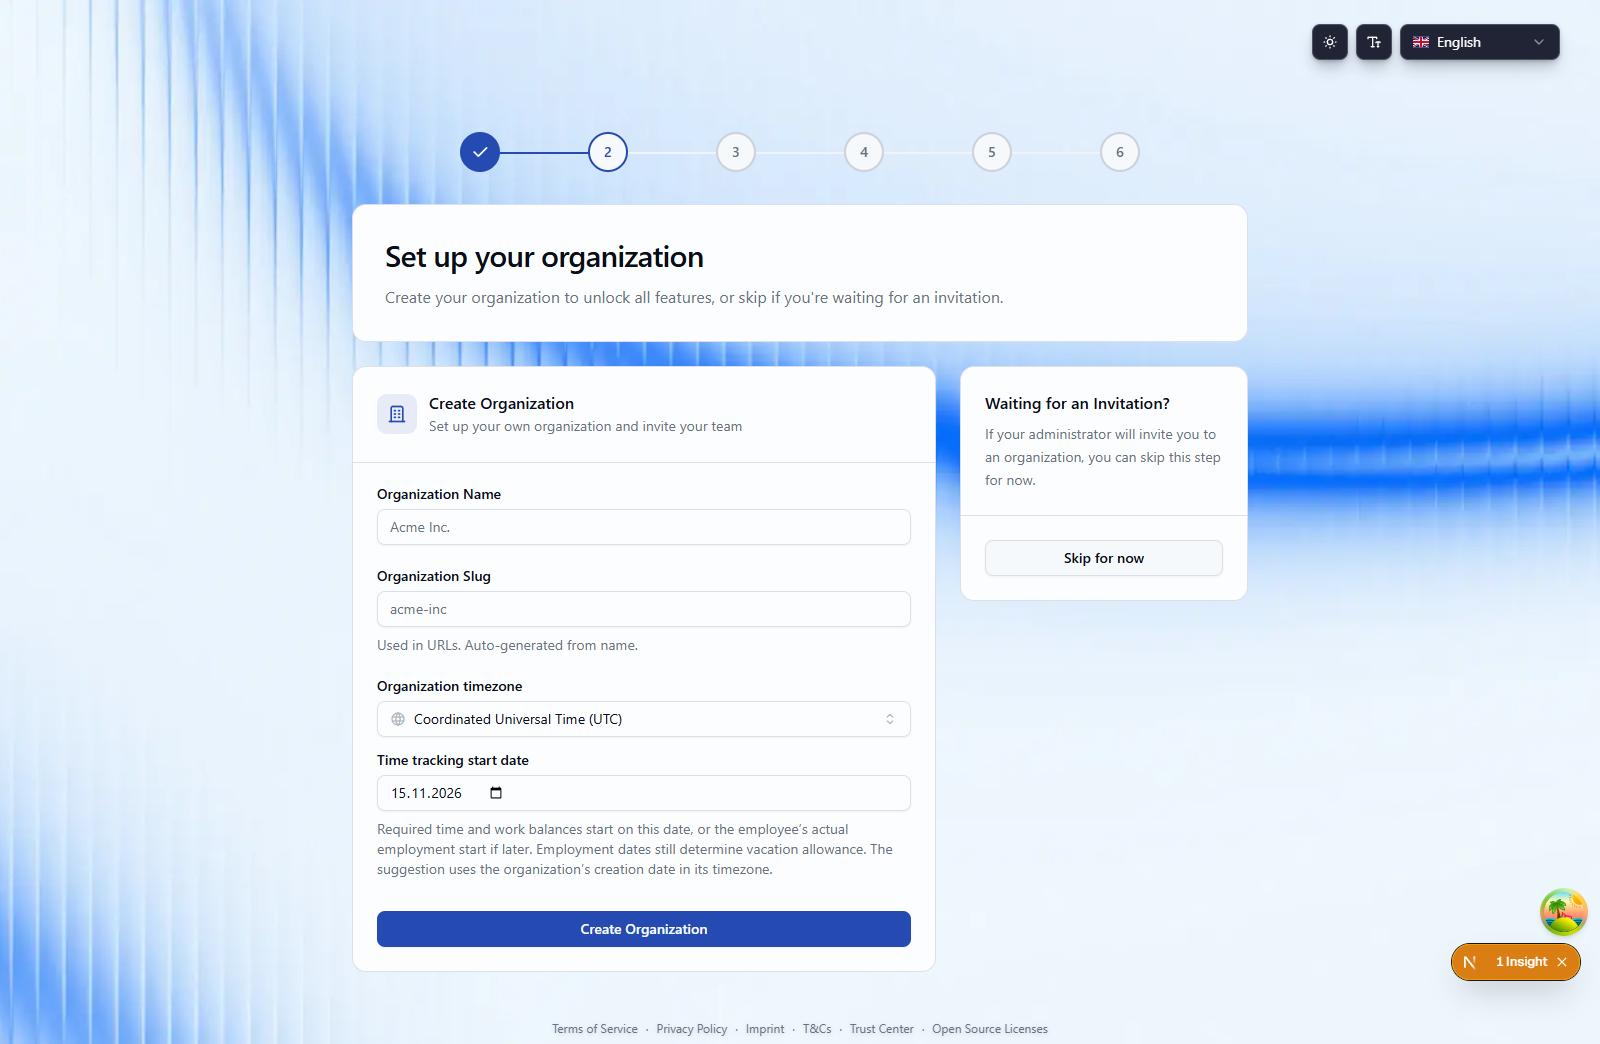 English
2
3
4
5
6
Set up your organization
Create your organization to unlock all features, or skip if you're waiting for an invitation.
Create Organization
Set up your own organization and invite your team
Organization Name
Acme Inc.
Organization Slug
acme-inc
Used in URLs. Auto-generated from name.
Organization timezone
Coordinated Universal Time (UTC)
Time tracking start date
15.11.2026
Required time and work balances start on this date, or the employee’s actual
employment start if later. Employment dates still determine vacation allowance. The
suggestion uses the organization’s creation date in its timezone.
Create Organization
Waiting for an Invitation?
If your administrator will invite you to
an organization, you can skip this step
for now.
Skip for now
N 1 Insight
Terms of Service · Privacy Policy · Imprint · T&Cs · Trust Center · Open Source Licenses